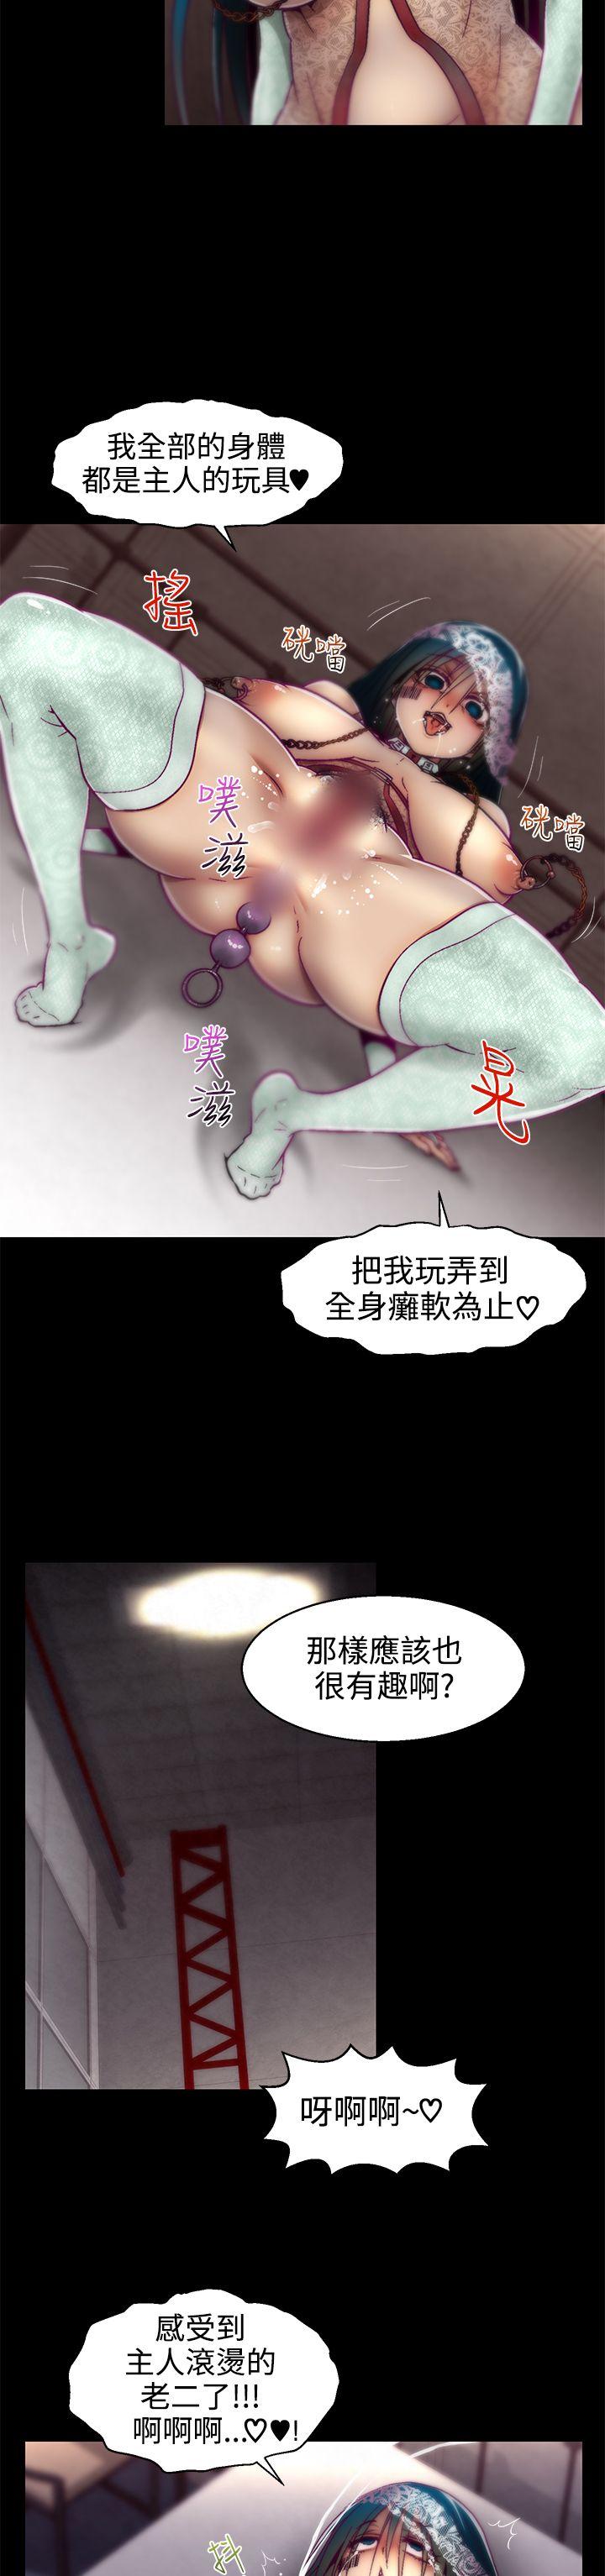 我全部的身體
都是主人的玩具♥
搖
硄噹
噗滋
硄噹
噗滋
晃
把我玩弄到
全身癱軟為止♡
那樣應該也
很有趣啊?
呀啊啊~♡
感受到
主人滾燙的
老二了!!!
啊啊啊...♡♥!
抖